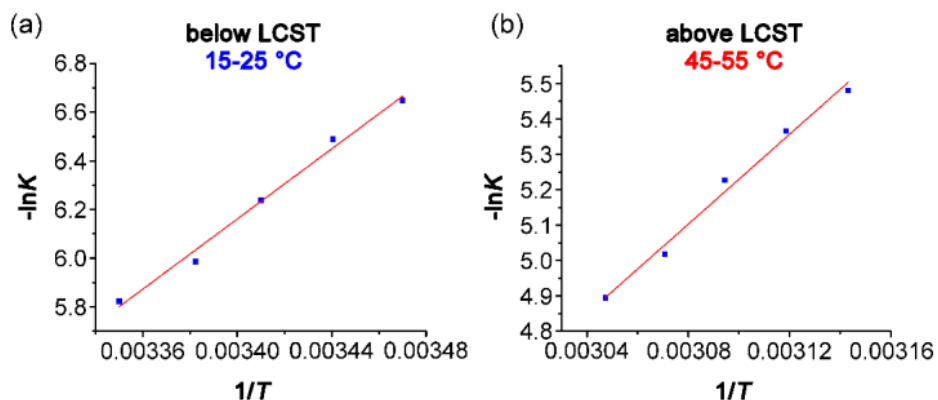 (a)
below LCST
15-25 °C
6.8
6.6
6.4
6.2
6.0
5.8
-lnK
0.00336 0.00340 0.00344 0.00348
1/T
(b)
above LCST
45-55 °C
5.5
5.4
5.3
5.2
5.1
5.0
4.9
4.8
-lnK
0.00304 0.00308 0.00312 0.00316
1/T